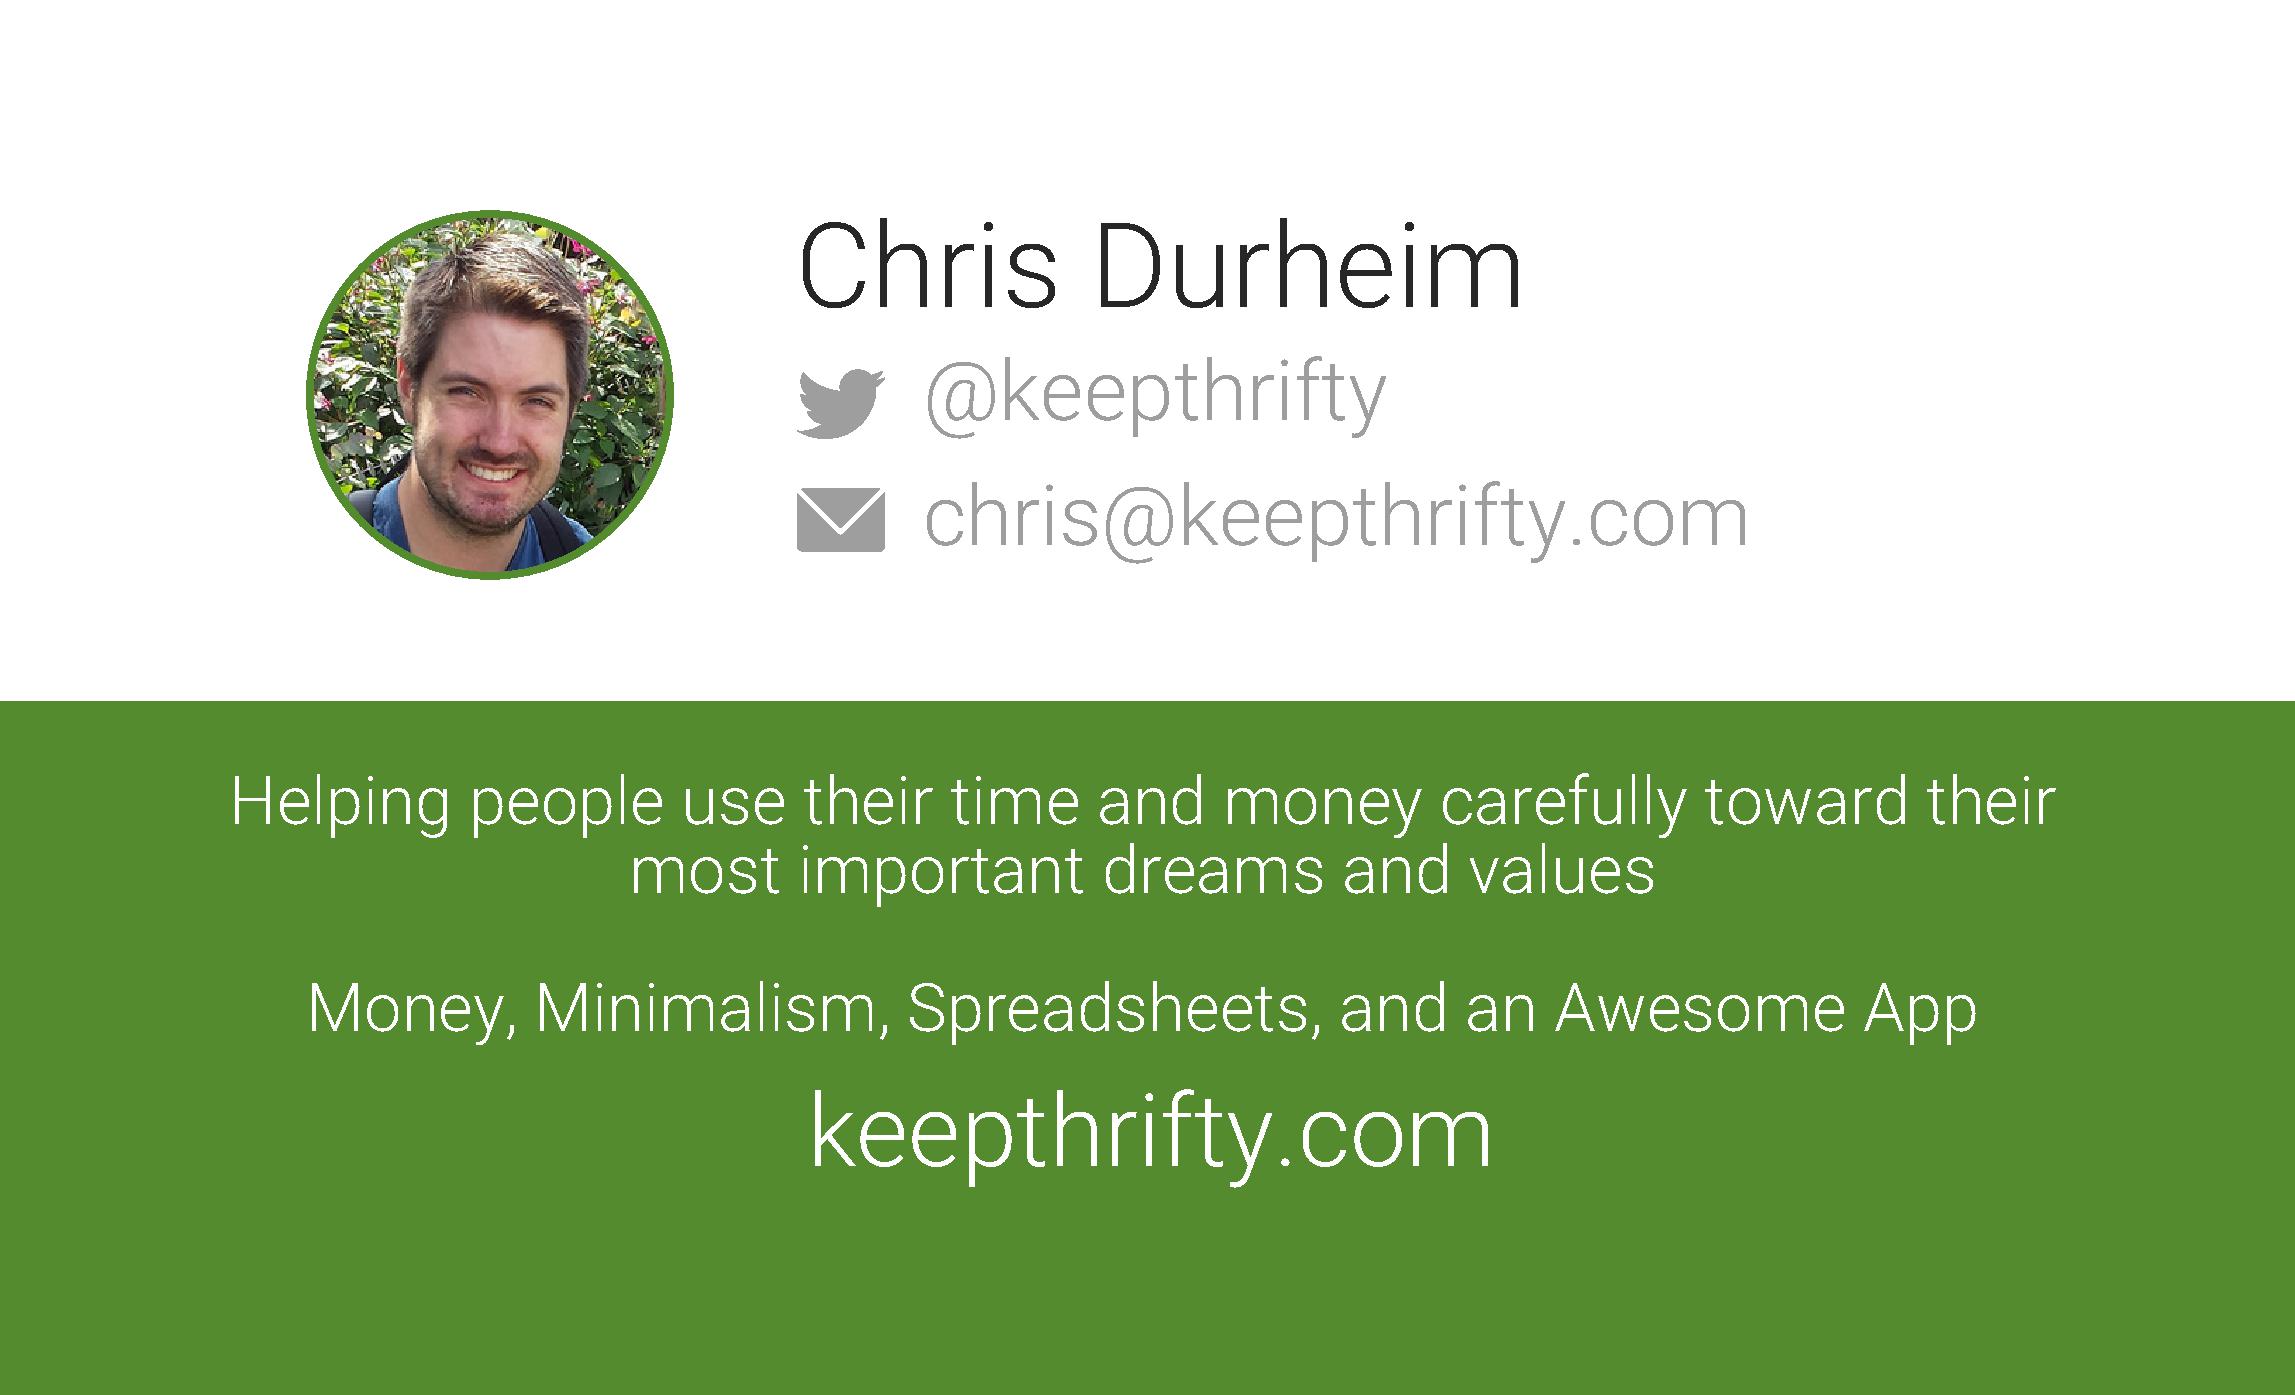 Chris Durheim
@keepthrifty
chris@keepthrifty.com
Helping people use their time and money carefully toward their
most important dreams and values
Money, Minimalism, Spreadsheets, and an Awesome App
keepthrifty.com